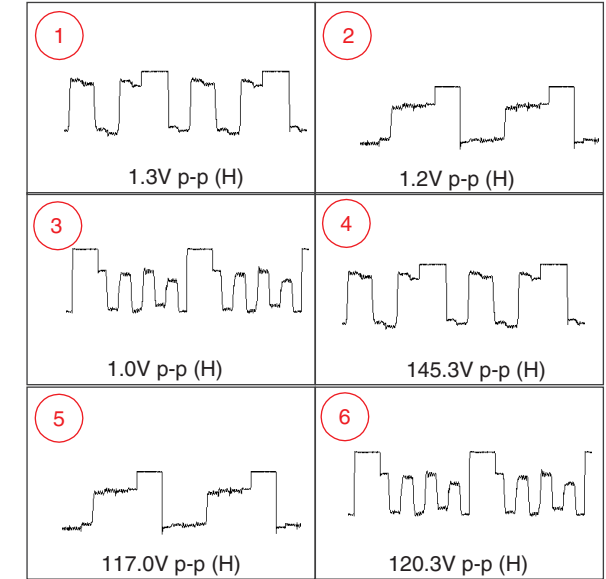 1
1.3V p-p (H)
2
1.2V p-p (H)
3
1.0V p-p (H)
4
145.3V p-p (H)
5
117.0V p-p (H)
6
120.3V p-p (H)